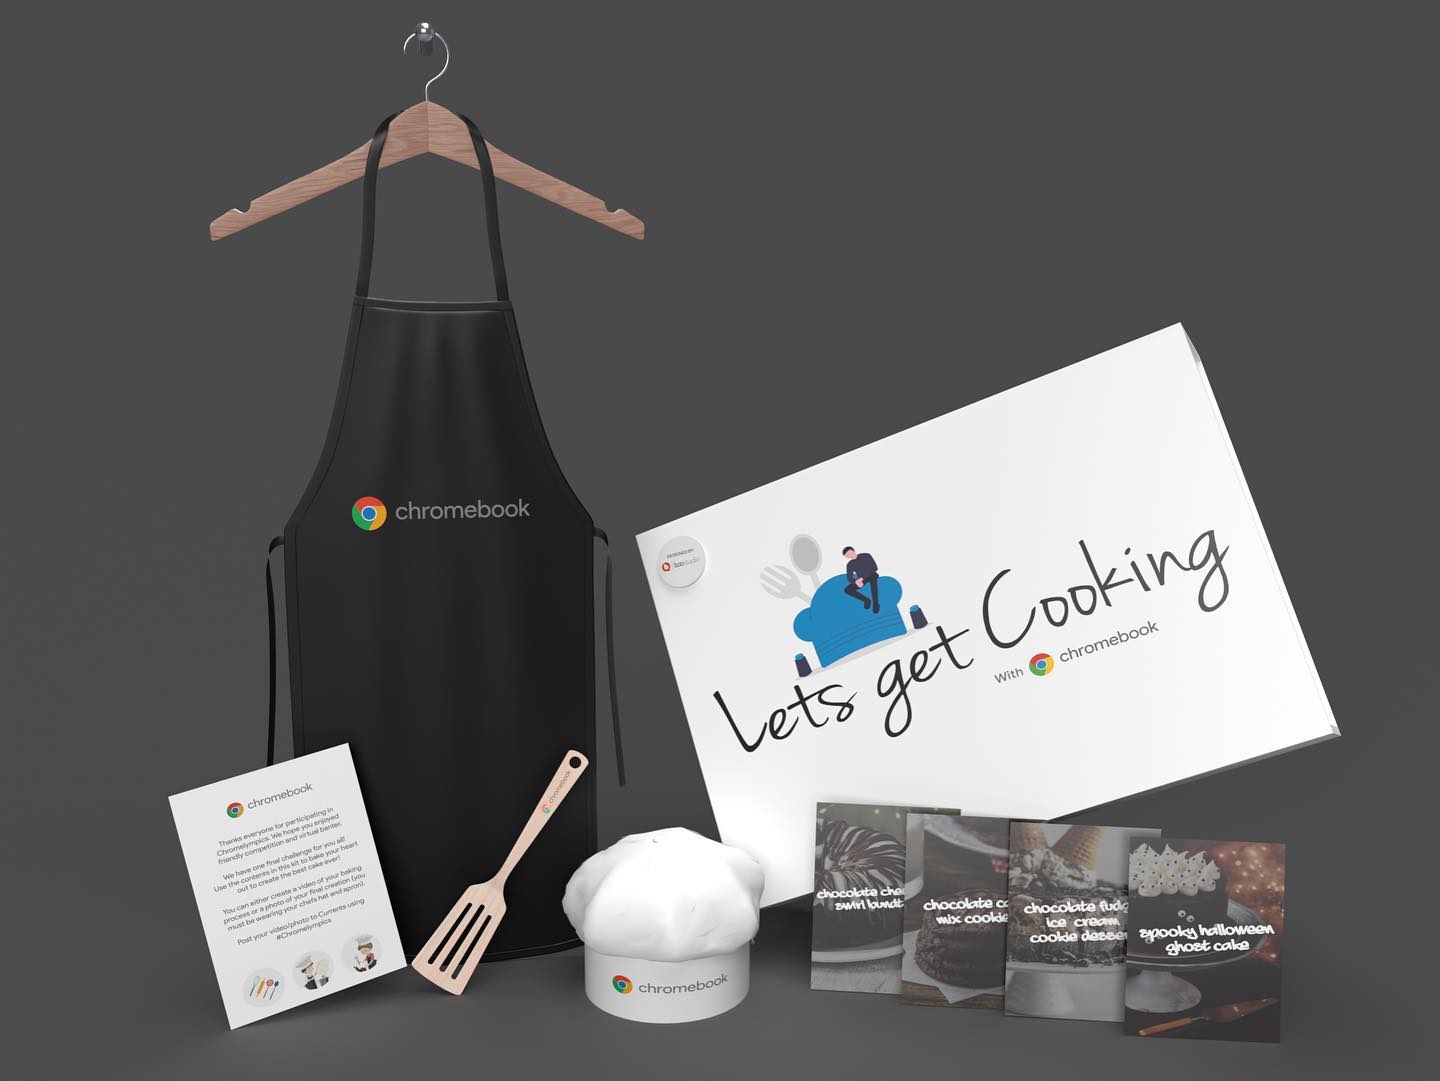 chromebook
DESIGNED BY
Lets get Cooking
With chromebook
chromebook
Thanks everyone for participating in
Chromelympics. We hope you enjoyed
friendly competition and virtual banter.
We have one final challenge for you all!
Use the contents in this kit to bake your heart
out to create the best cake ever!
You can either create a video of your baking
process or a photo of your final creation (you
must be wearing your chefs hat and apron).
Post your video/photo to Currents using
#Chromelympics
chromebook
chromebook
chocolate
swirl bundt
chocolate
mix cookie
chocolate
ice cream
cookie
spooky halloween
ghost cake